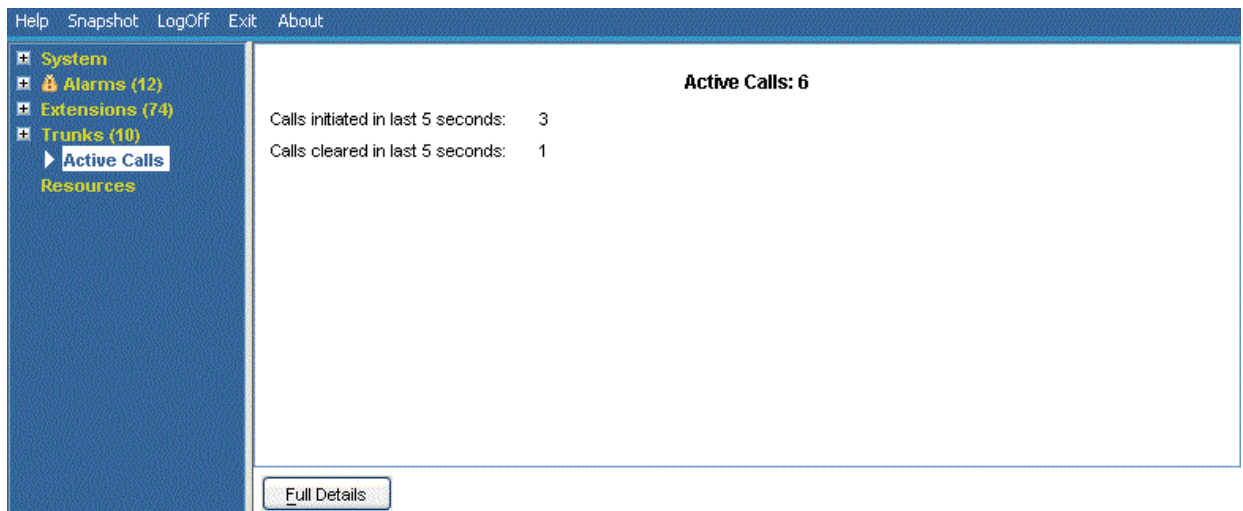 Help Snapshot LogOff Exit About
System
Alarms (12)
Extensions (74)
Trunks (10)
Active Calls
Resources
Active Calls: 6
Calls initiated in last 5 seconds: 3
Calls cleared in last 5 seconds: 1
Full Details